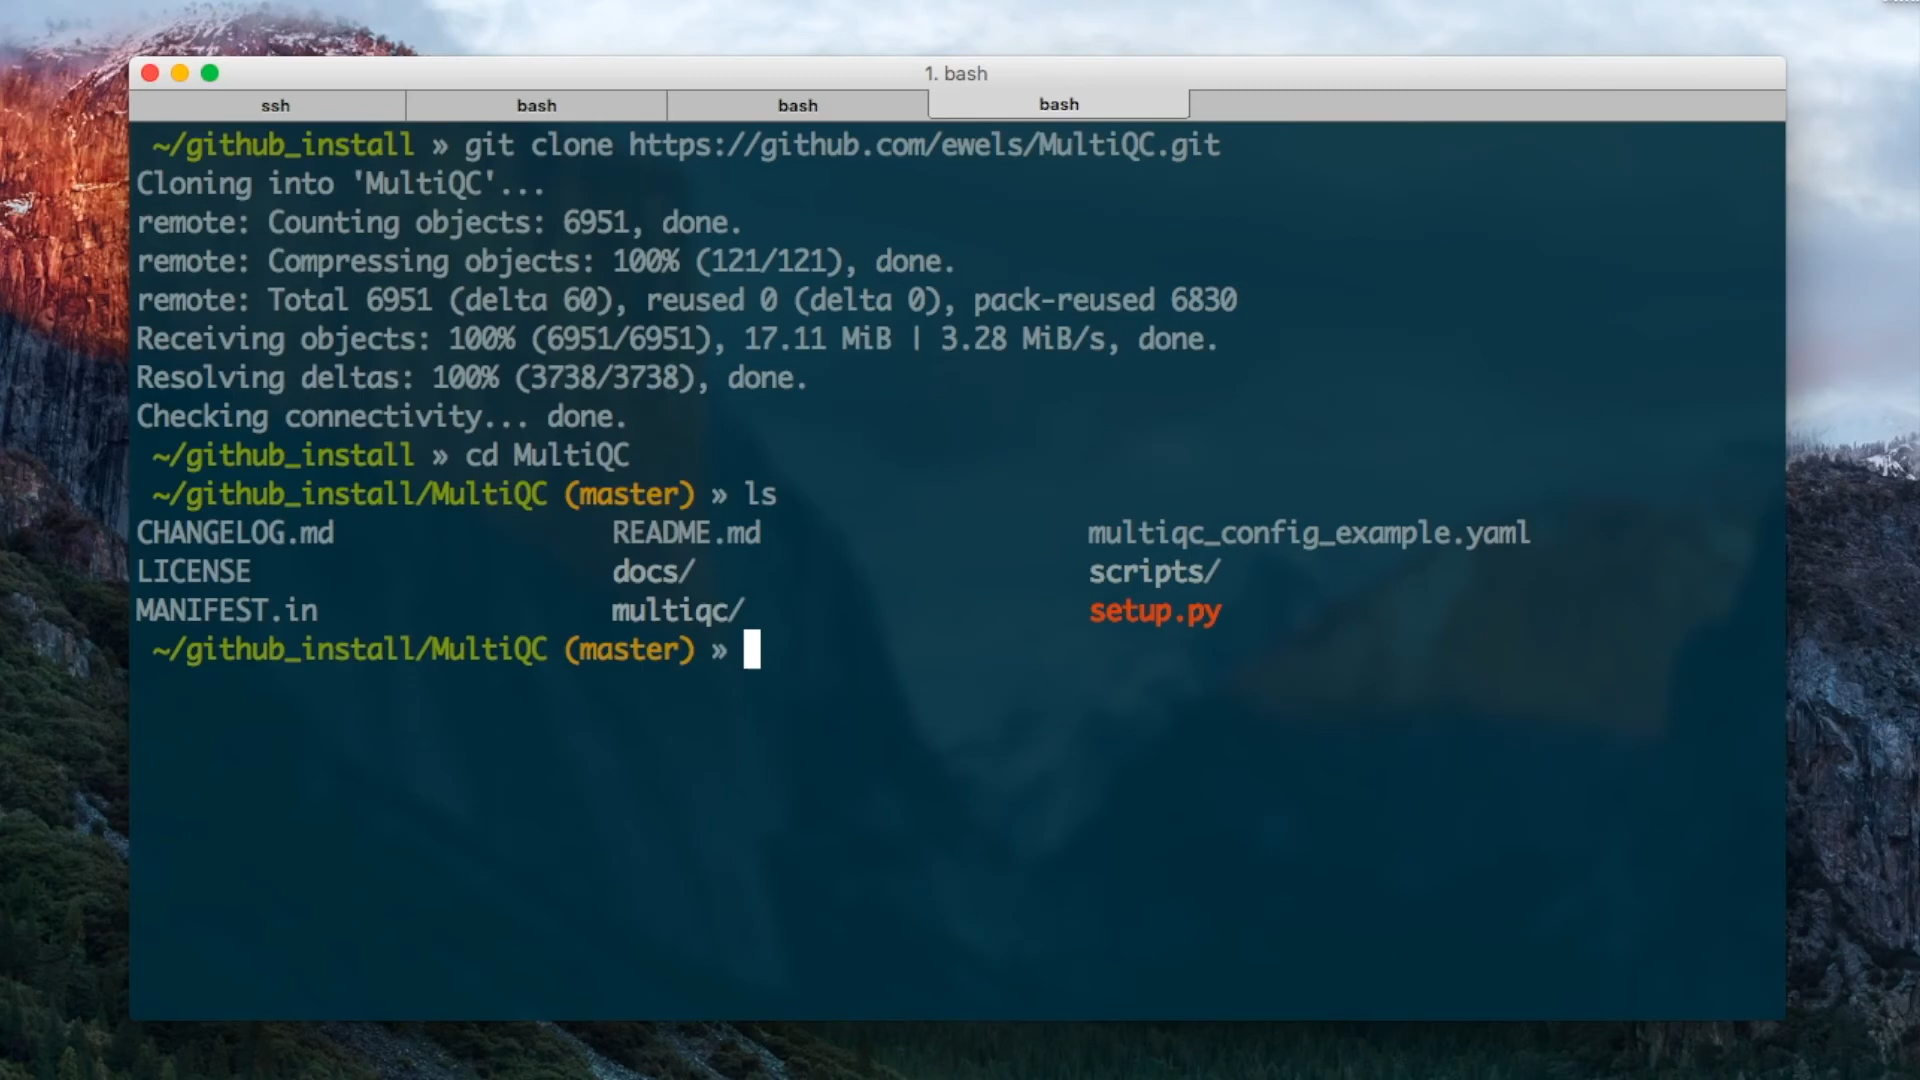 1. bash
ssh bash bash bash
~/github_install » git clone https://github.com/ewels/MultiQC.git
Cloning into 'MultiQC'...
remote: Counting objects: 6951, done.
remote: Compressing objects: 100% (121/121), done.
remote: Total 6951 (delta 60), reused 0 (delta 0), pack-reused 6830
Receiving objects: 100% (6951/6951), 17.11 MiB | 3.28 MiB/s, done.
Resolving deltas: 100% (3738/3738), done.
Checking connectivity... done.
~/github_install » cd MultiQC
~/github_install/MultiQC (master) » ls
CHANGELOG.md README.md multiqc_config_example.yaml
LICENSE docs/ scripts/
MANIFEST.in multiqc/ setup.py
~/github_install/MultiQC (master) »